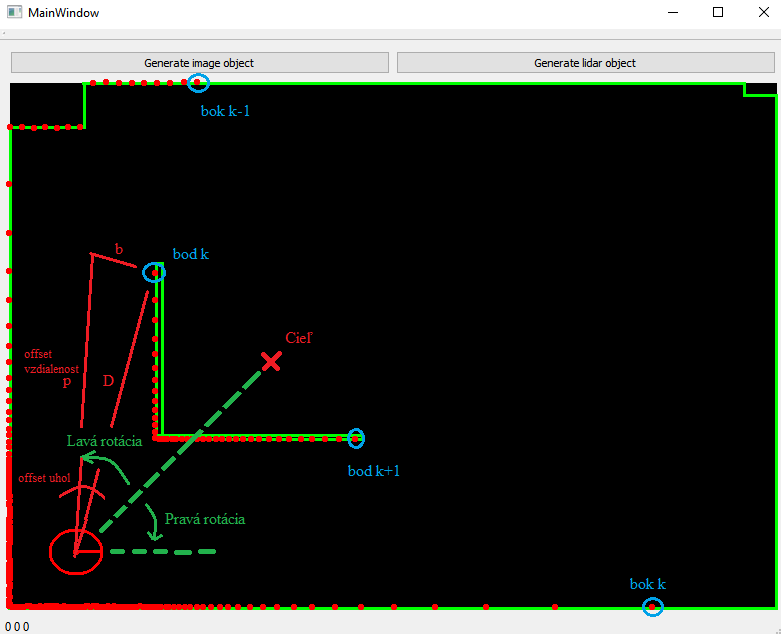 MainWindow
Generate image object
Generate lidar object
bok k-1
b
bod k
Cieľ
offset
vzdialenost
p
D
Lavá rotácia
bod k+1
offset uhol
Pravá rotácia
bok k
0 0 0